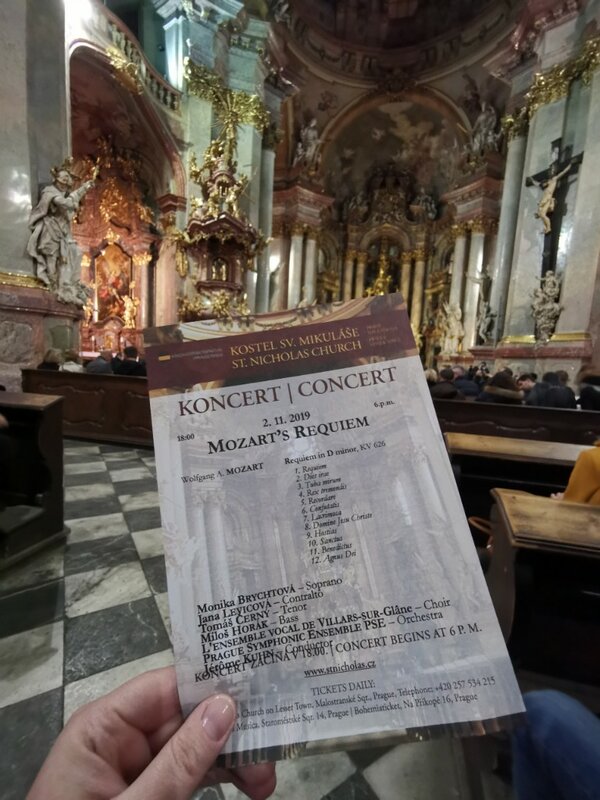 KOSTEL SV. MIKULÁŠE
ST. NICHOLAS CHURCH
KONCERT | CONCERT
2. 11. 2019
18:00
6 p.m.
MOZART'S REQUIEM
Wolfgang A. MOZART
Requiem in D minor, KV 626
1. Requiem
2. Dies irae
3. Tuba mirum
4. Rex tremendis
5. Recordare
6. Confutatis
7. Lacrimosa
8. Domine Jesu Christe
9. Hostias
10. Sanctus
11. Benedictus
12. Agnus Dei
Monika BRYCHTOVÁ – Soprano
Jana LEVICOVÁ – Contralto
Tomáš ČERNÝ – Tenor
Miloš HORÁK – Bass
L'ENSEMBLE VOCAL DE VILLARS-SUR-Glâne – Choir
PRAGUE SYMPHONIC ENSEMBLE PSE – Orchestra
Jérôme KUHN – Conductor
KONCERT ZAČÍNÁ V 18:00 / CONCERT BEGINS AT 6 P. M.
www.stnicholas.cz
TICKETS DAILY:
Church on Lesser Town, Malostranské Sqr., Prague, Telephone: +420 257 534 215
Musica, Staroměstské Sqr. 14, Prague | Bohemiaticket, Na Příkopě 16, Prague